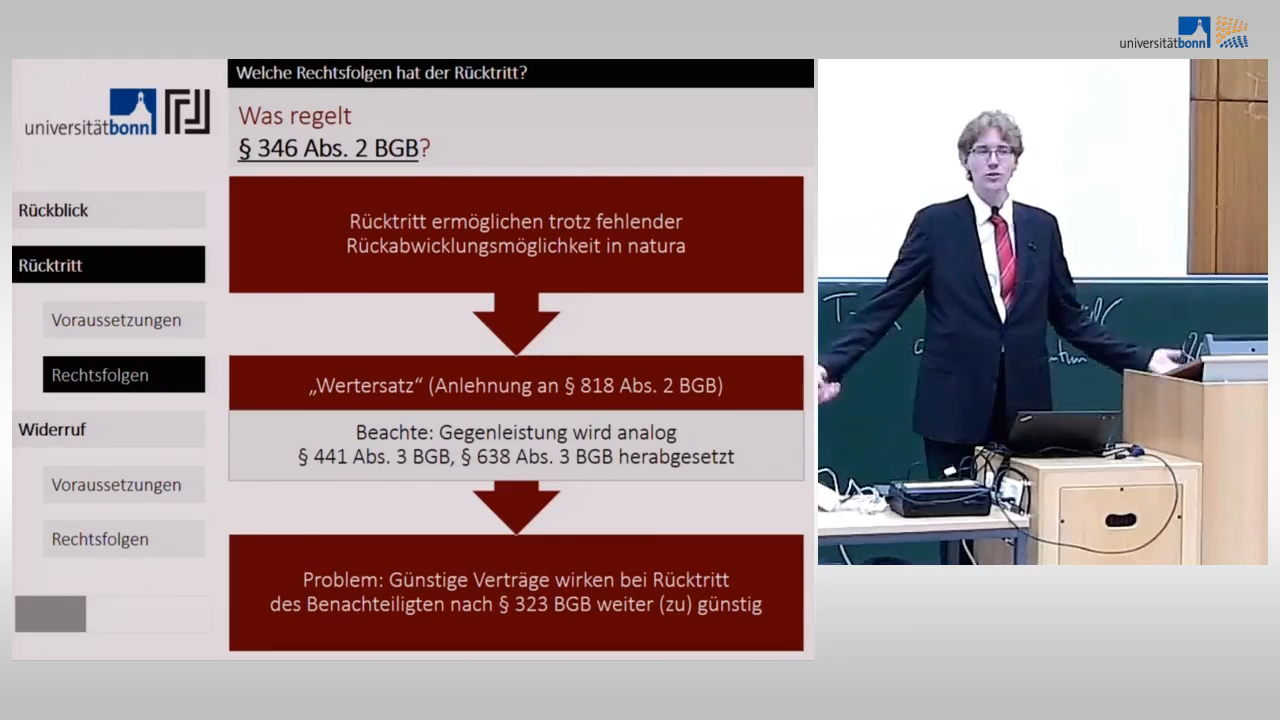 universitätbonn
Welche Rechtsfolgen hat der Rücktritt?
universitätbonn
Was regelt
§ 346 Abs. 2 BGB?
Rückblick
Rücktritt
Voraussetzungen
Rechtsfolgen
Widerruf
Voraussetzungen
Rechtsfolgen
Rücktritt ermöglichen trotz fehlender
Rückabwicklungsmöglichkeit in natura
„Wertersatz“ (Anlehnung an § 818 Abs. 2 BGB)
Beachte: Gegenleistung wird analog
§ 441 Abs. 3 BGB, § 638 Abs. 3 BGB herabgesetzt
Problem: Günstige Verträge wirken bei Rücktritt
des Benachteiligten nach § 323 BGB weiter (zu) günstig